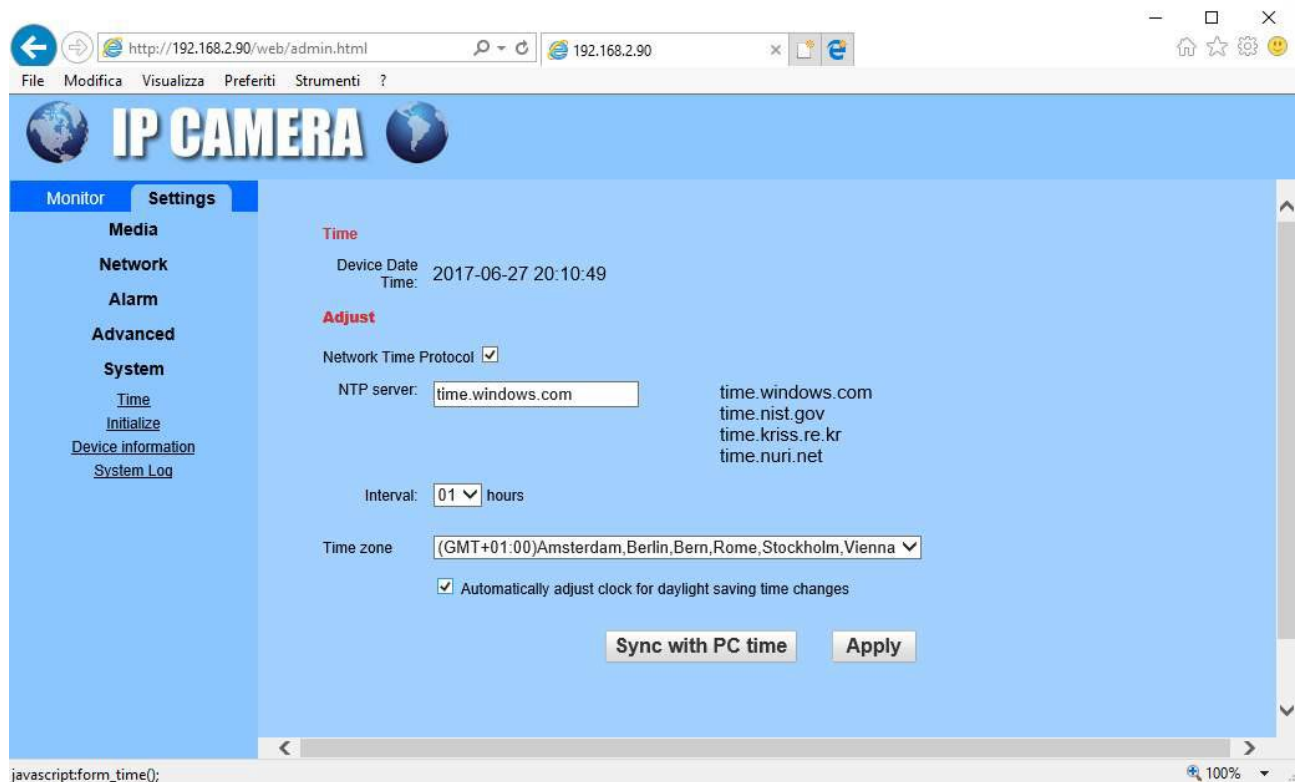 http://192.168.2.90/web/admin.html
192.168.2.90
File Modifica Visualizza Preferiti Strumenti ?
IP CAMERA
Monitor Settings
Media
Network
Alarm
Advanced
System
Time
Initialize
Device information
System Log
Time
Device Date Time: 2017-06-27 20:10:49
Adjust
Network Time Protocol
NTP server: time.windows.com
time.windows.com
time.nist.gov
time.kriss.re.kr
time.nuri.net
Interval: 01 hours
Time zone (GMT+01:00)Amsterdam,Berlin,Bern,Rome,Stockholm,Vienna
Automatically adjust clock for daylight saving time changes
Sync with PC time Apply
javascript:form_time();
100%